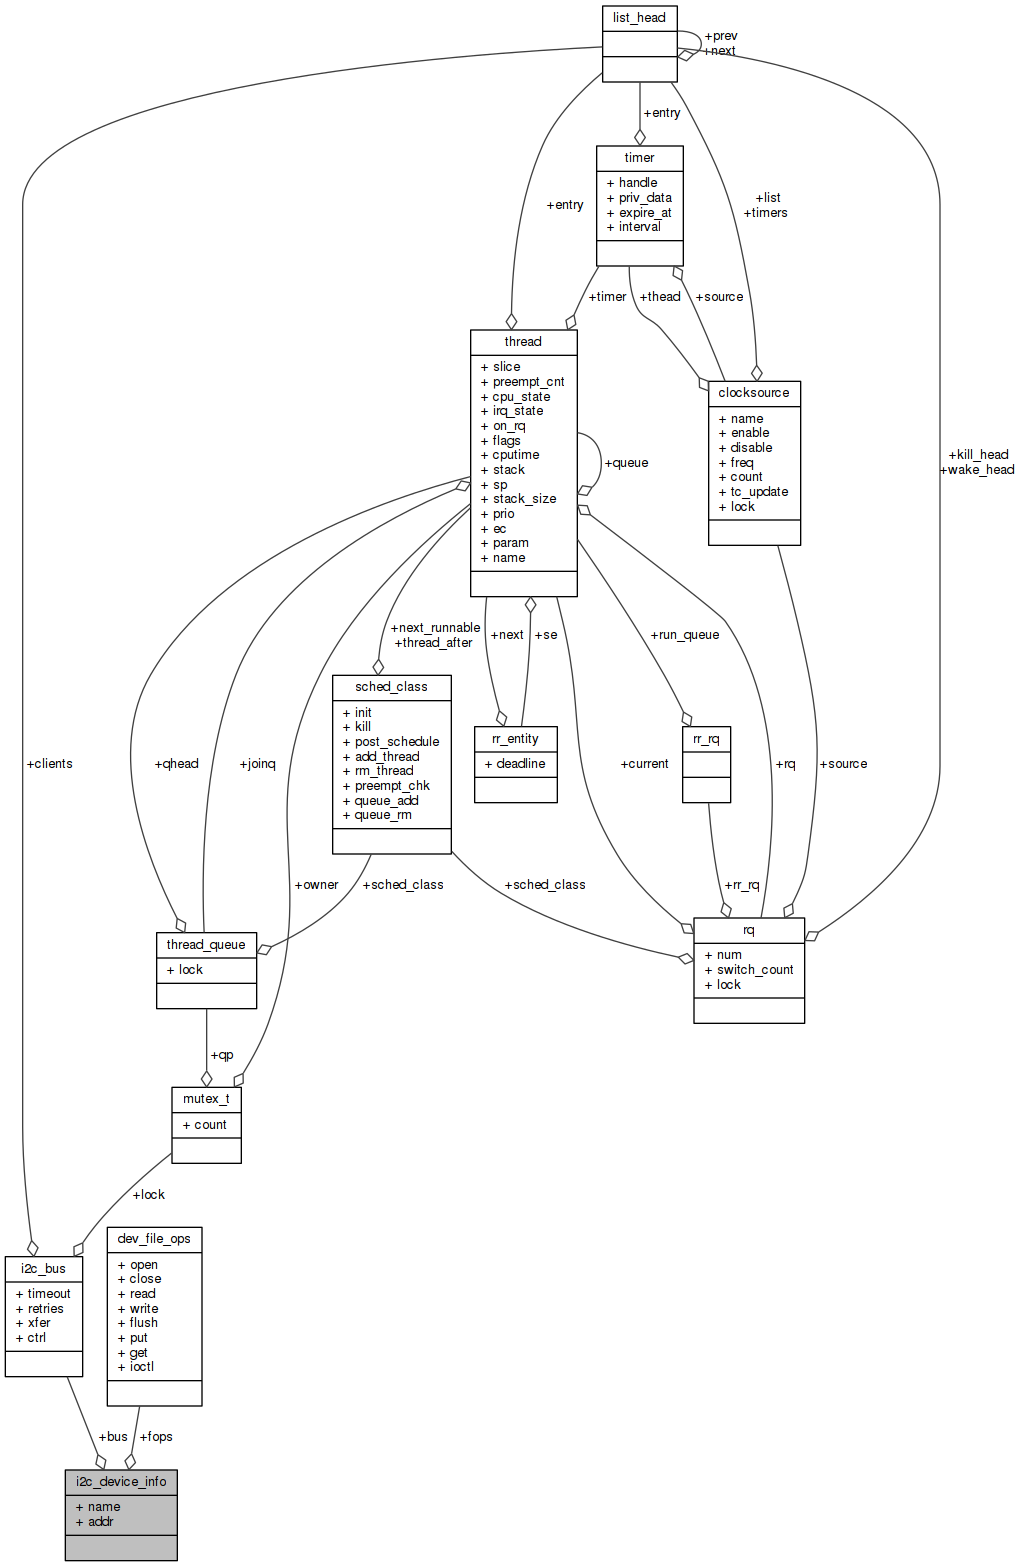 list_head
+prev
+next
+entry
timer
+ handle
+ priv_data
+ expire_at
+ interval
+entry
+list
+timers
+timer
+thead
+source
thread
+ slice
+ preempt_cnt
+ cpu_state
+ irq_state
+ on_rq
+ flags
+ cputime
+ stack
+ sp
+ stack_size
+ prio
+ ec
+ param
+ name
clocksource
+ name
+ enable
+ disable
+ freq
+ count
+ tc_update
+ lock
+queue
+kill_head
+wake_head
+next_runnable
+thread_after
+next
+se
+run_queue
sched_class
+ init
+ kill
+ post_schedule
+ add_thread
+ rm_thread
+ preempt_chk
+ queue_add
+ queue_rm
rr_entity
+ deadline
rr_rq
+clients
+qhead
+joinq
+current
+rq
+source
+owner
+sched_class
+sched_class
+rr_rq
thread_queue
+ lock
rq
+ num
+ switch_count
+ lock
+qp
mutex_t
+ count
+lock
dev_file_ops
+ open
+ close
+ read
+ write
+ flush
+ put
+ get
+ ioctl
i2c_bus
+ timeout
+ retries
+ xfer
+ ctrl
+bus
+fops
i2c_device_info
+ name
+ addr